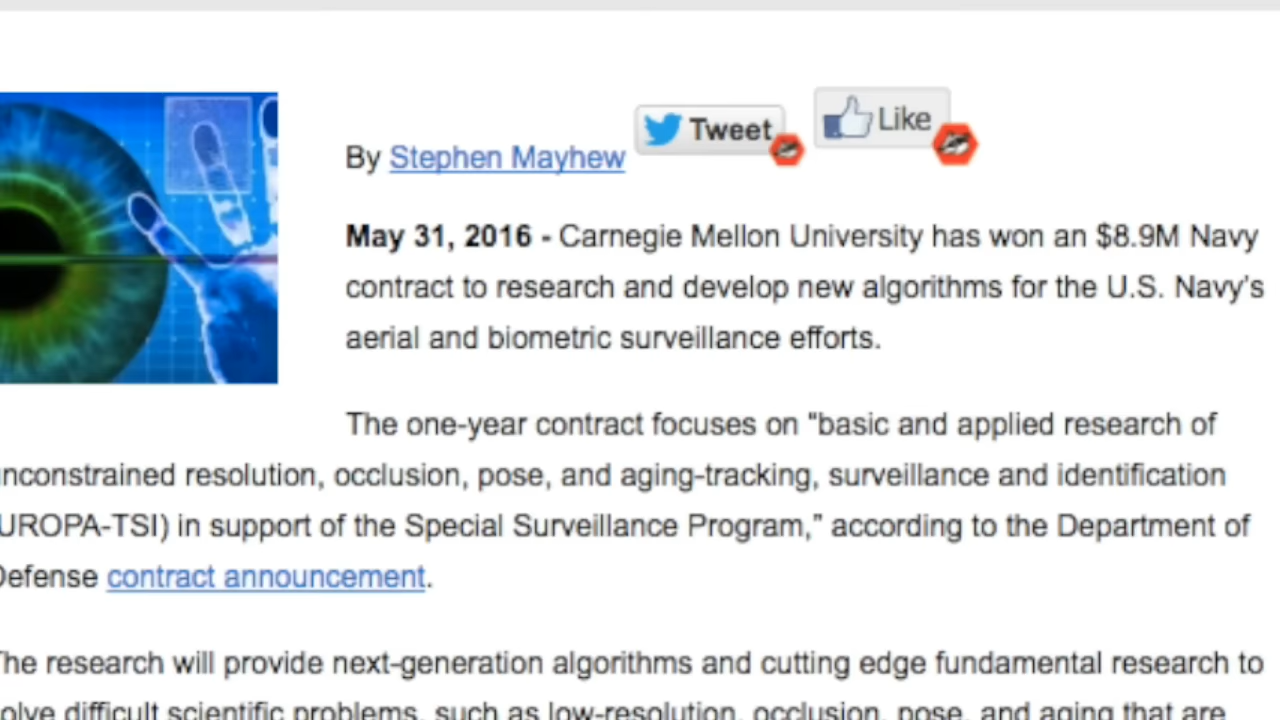 Tweet
Like
By Stephen Mayhew
May 31, 2016 - Carnegie Mellon University has won an $8.9M Navy
contract to research and develop new algorithms for the U.S. Navy's
aerial and biometric surveillance efforts.
The one-year contract focuses on "basic and applied research of
unconstrained resolution, occlusion, pose, and aging-tracking, surveillance and identification
UROPA-TSI) in support of the Special Surveillance Program,” according to the Department of
Defense contract announcement.
The research will provide next-generation algorithms and cutting edge fundamental research to
solve difficult scientific problems, such as low-resolution, occlusion, pose, and aging that are